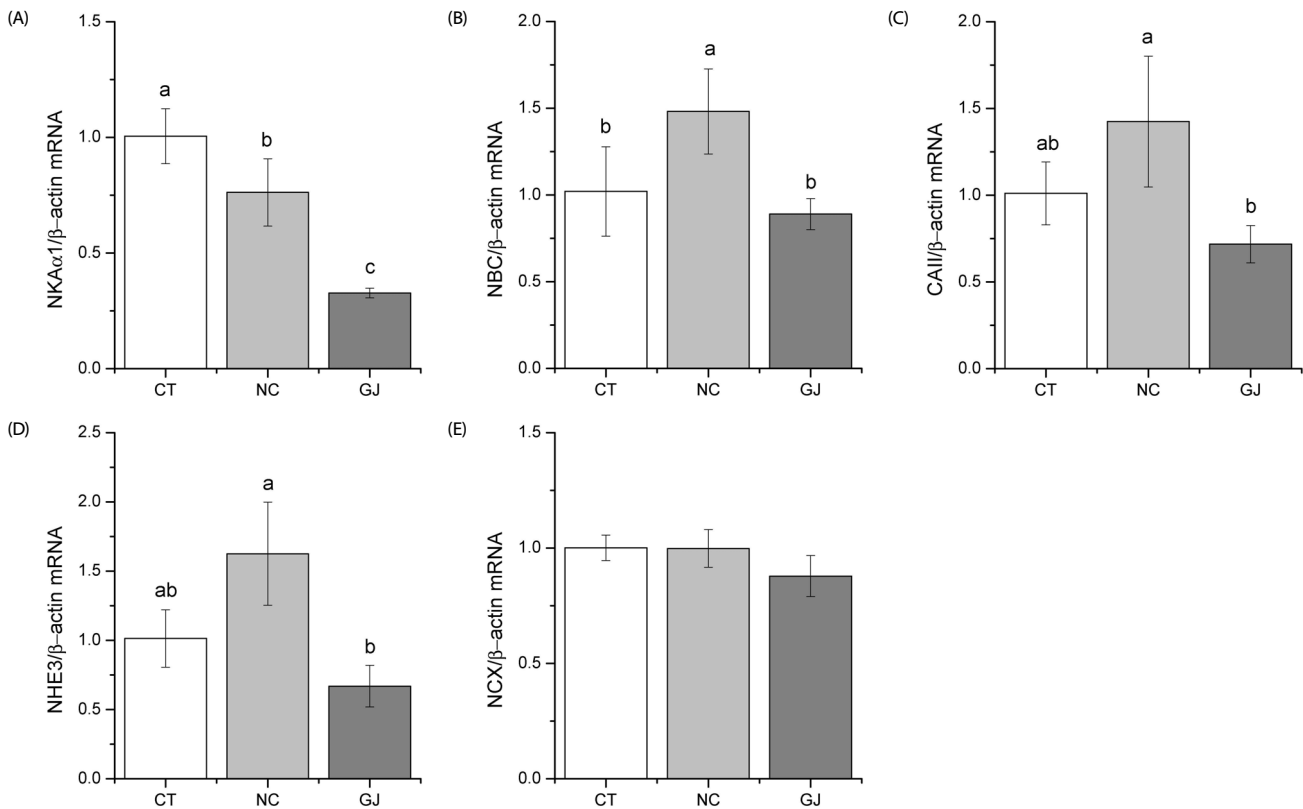 (A)
NKAα1/β–actin mRNA
1.5
1.0
0.5
0.0
a
b
c
CT NC GJ
(B)
NBC/β–actin mRNA
2.0
1.5
1.0
0.5
0.0
b
a
b
CT NC GJ
(C)
CAII/β–actin mRNA
2.0
1.5
1.0
0.5
0.0
ab
a
b
CT NC GJ
(D)
NHE3/β–actin mRNA
2.5
2.0
1.5
1.0
0.5
0.0
ab
a
b
CT NC GJ
(E)
NCX/β–actin mRNA
1.5
1.0
0.5
0.0
CT NC GJ